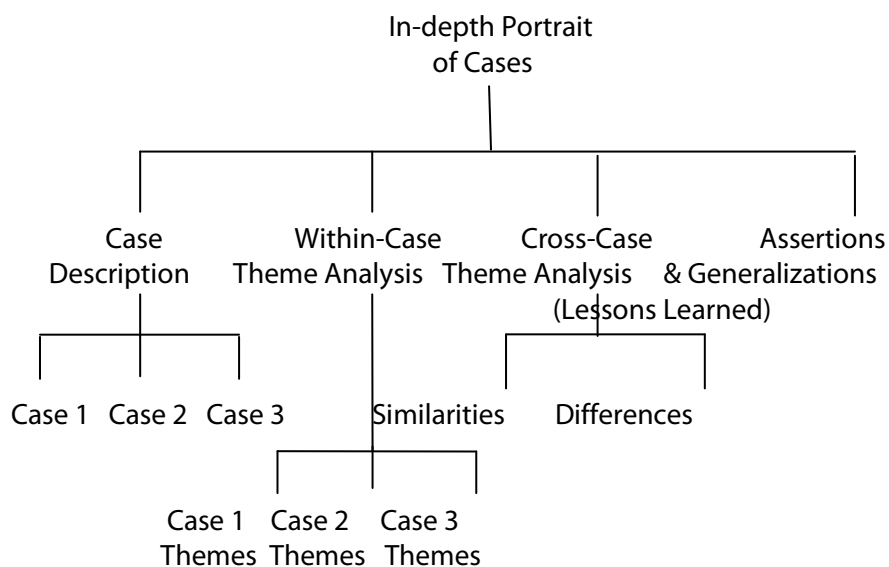 In-depth Portrait
of Cases
Case
Description
Within-Case
Theme Analysis
Cross-Case
Theme Analysis
Assertions
& Generalizations
(Lessons Learned)
Case 1
Case 2
Case 3
Similarities
Differences
Case 1
Themes
Case 2
Themes
Case 3
Themes